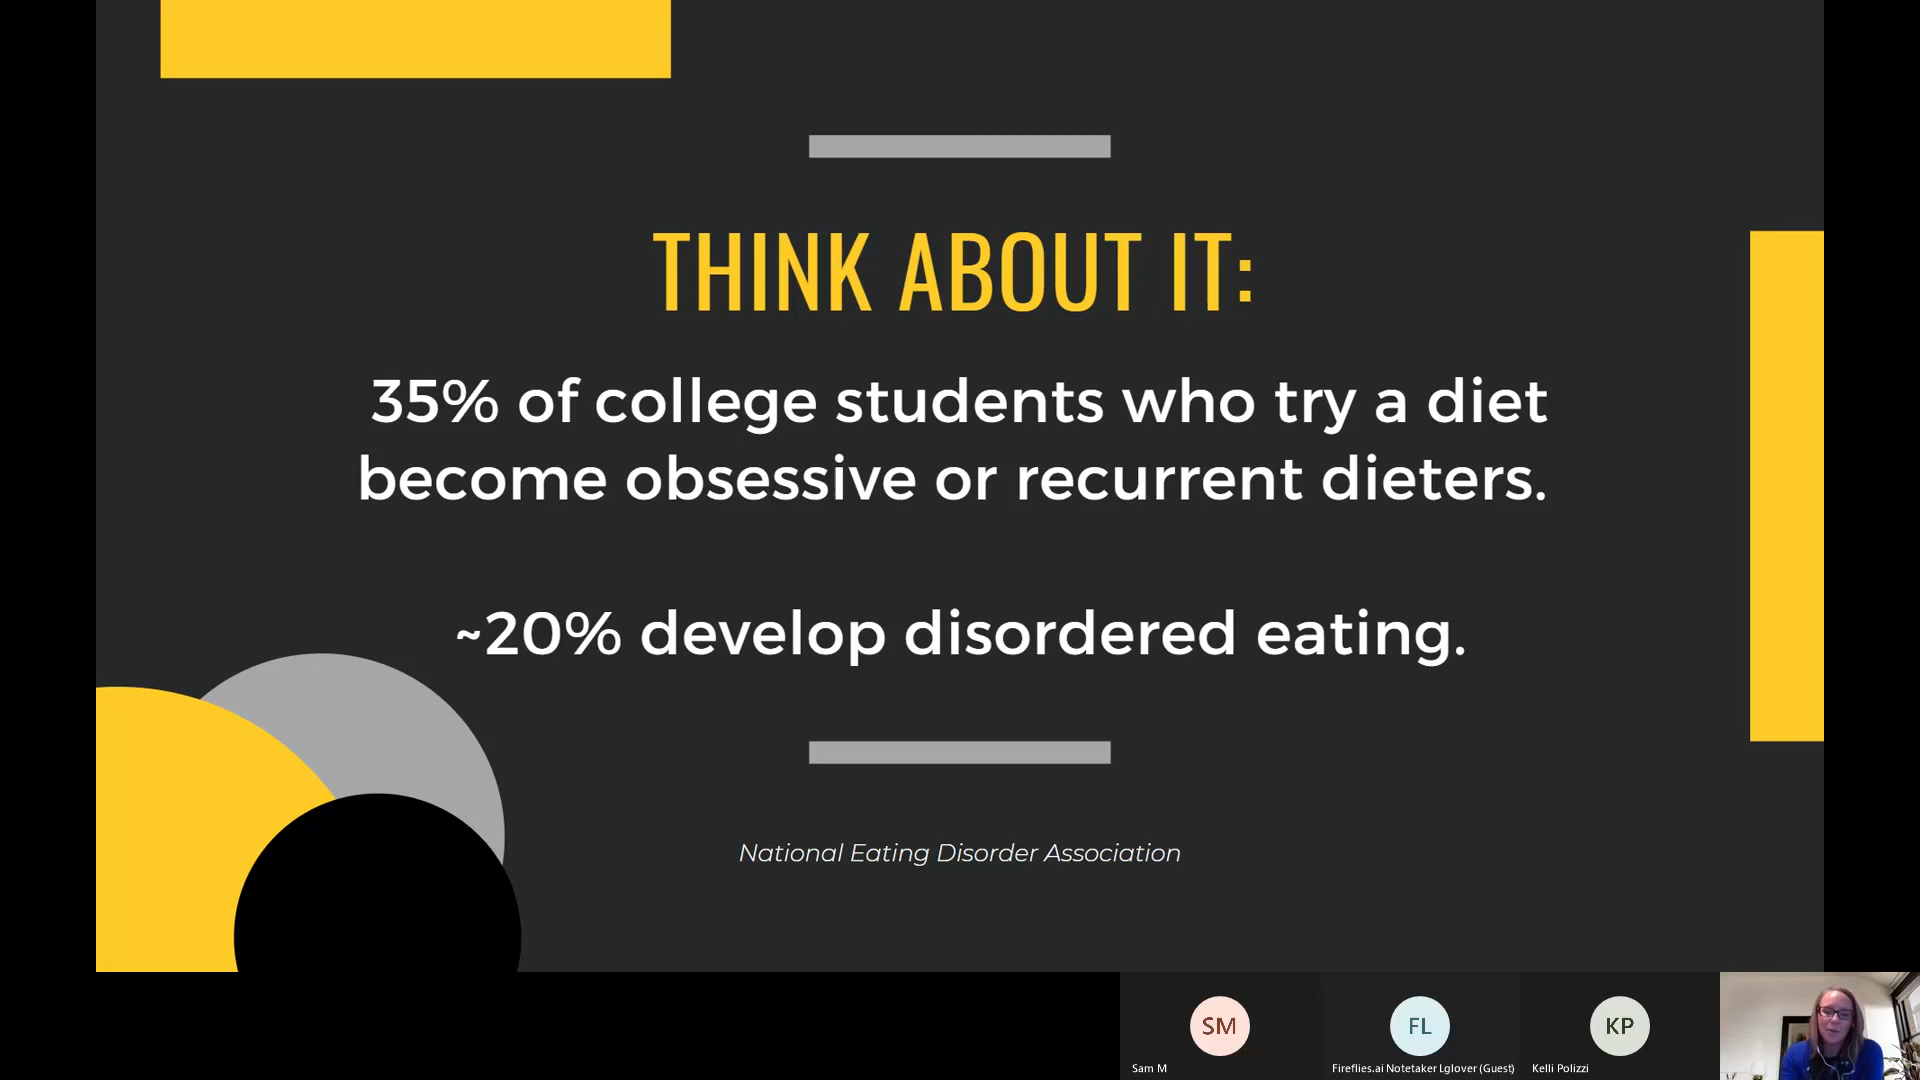 THINK ABOUT IT:
35% of college students who try a diet
become obsessive or recurrent dieters.
~20% develop disordered eating.
National Eating Disorder Association
SM
FL
KP
Sam M
Fireflies.ai Notetaker Lglover (Guest)
Kelli Polizzi